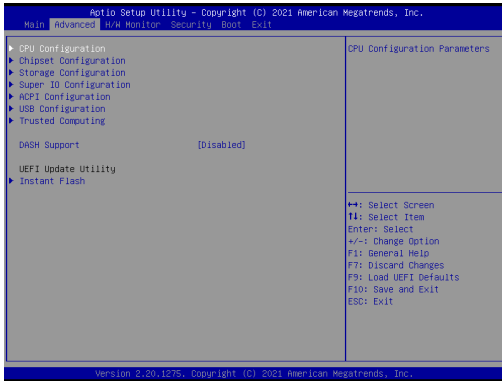 Aptio Setup Utility – Copyright (C) 2021 American Megatrends, Inc.
Main Advanced H/W Monitor Security Boot Exit
▶ CPU Configuration
▶ Chipset Configuration
▶ Storage Configuration
▶ Super IO Configuration
▶ ACPI Configuration
▶ USB Configuration
▶ Trusted Computing
DASH Support [Disabled]
UEFI Update Utility
▶ Instant Flash
CPU Configuration Parameters
↔: Select Screen
↑↓: Select Item
Enter: Select
+/-: Change Option
F1: General Help
F7: Discard Changes
F9: Load UEFI Defaults
F10: Save and Exit
ESC: Exit
Version 2.20.1275. Copyright (C) 2021 American Megatrends, Inc.